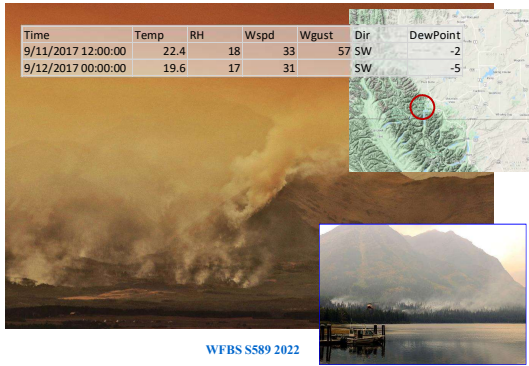 Time Temp RH Wspd Wgust Dir DewPoint
9/11/2017 12:00:00 22.4 18 33 57 SW -2
9/12/2017 00:00:00 19.6 17 31 SW -5
WFBS S589 2022